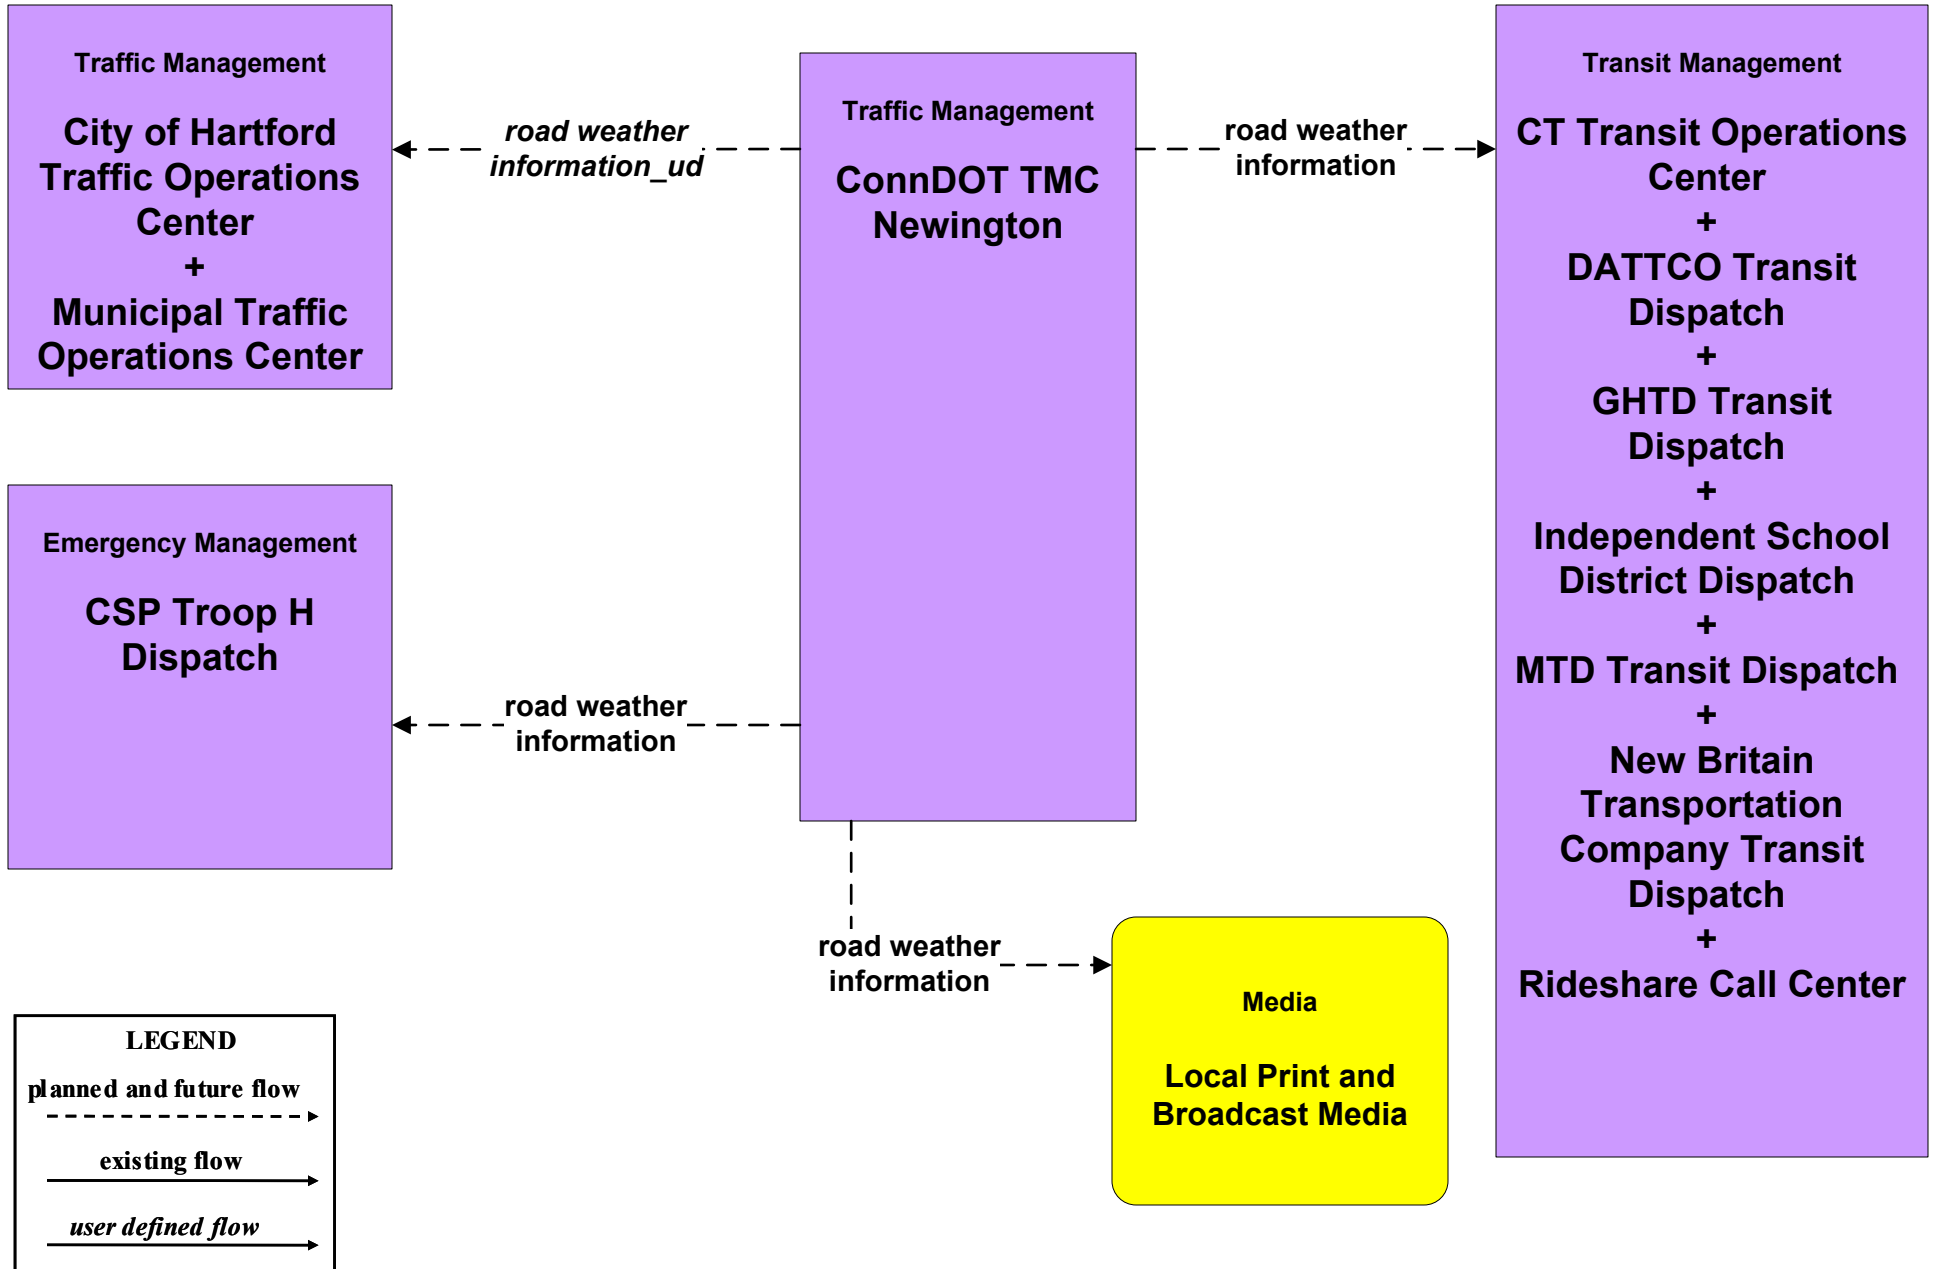 Traffic Management
City of Hartford
Traffic Operations
Center
+
Municipal Traffic
Operations Center
road weather
information_ud
Traffic Management
ConnDOT TMC
Newington
road weather
information
Transit Management
CT Transit Operations
Center
+
DATTCO Transit
Dispatch
+
GHTD Transit
Dispatch
+
Independent School
District Dispatch
+
MTD Transit Dispatch
+
New Britain
Transportation
Company Transit
Dispatch
+
Rideshare Call Center
Emergency Management
CSP Troop H
Dispatch
road weather
information
road weather
information
Media
Local Print and
Broadcast Media
LEGEND
planned and future flow
existing flow
user defined flow